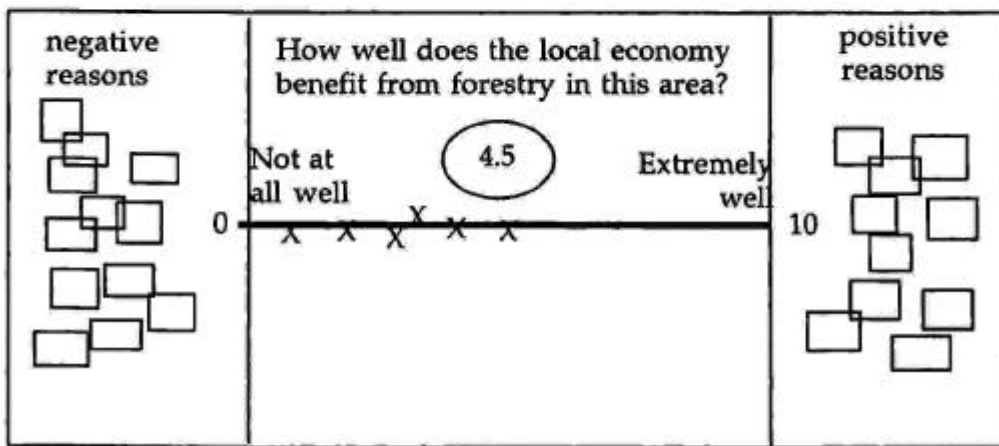 negative
reasons
How well does the local economy
benefit from forestry in this area?
positive
reasons
Not at
all well
4.5
Extremely
well
0
10
X X X X X X